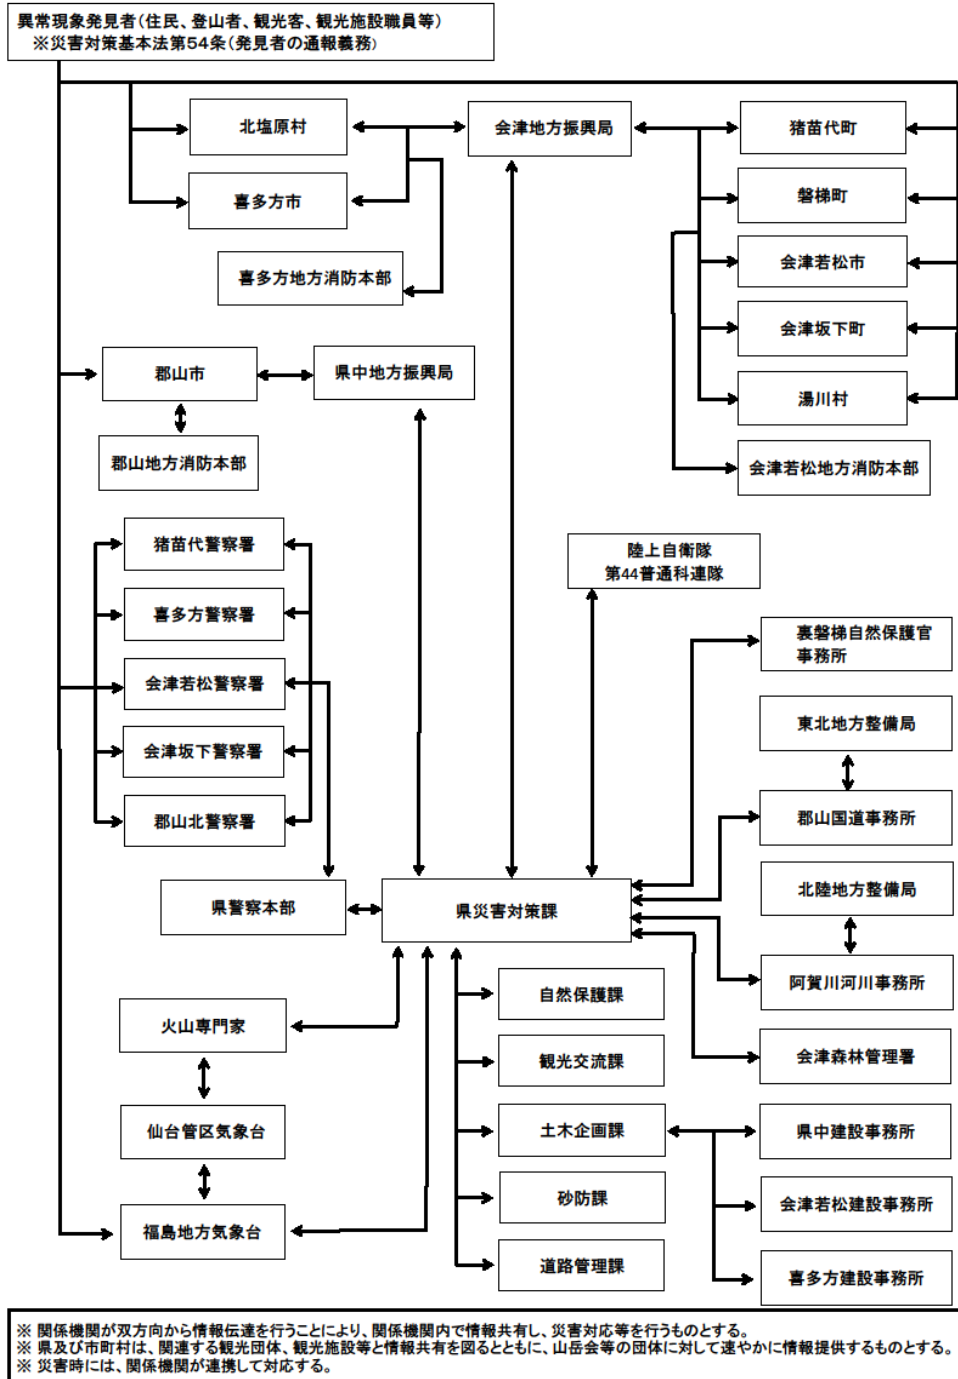 異常現象発見者(住民、登山者、観光客、観光施設職員等)
※災害対策基本法第54条(発見者の通報義務)
北塩原村
会津地方振興局
猪苗代町
喜多方市
磐梯町
喜多方地方消防本部
会津若松市
会津坂下町
郡山市
県中地方振興局
湯川村
郡山地方消防本部
会津若松地方消防本部
猪苗代警察署
陸上自衛隊
第44普通科連隊
喜多方警察署
裏磐梯自然保護官
事務所
会津若松警察署
東北地方整備局
会津坂下警察署
郡山北警察署
郡山国道事務所
県警察本部
県災害対策課
北陸地方整備局
自然保護課
阿賀川河川事務所
火山専門家
観光交流課
会津森林管理署
仙台管区気象台
土木企画課
県中建設事務所
砂防課
会津若松建設事務所
福島地方気象台
道路管理課
喜多方建設事務所
※ 関係機関が双方向から情報伝達を行うことにより、関係機関内で情報共有し、災害対応等を行うものとする。
※ 県及び市町村は、関連する観光団体、観光施設等と情報共有を図るとともに、山岳会等の団体に対して速やかに情報提供するものとする。
※ 災害時には、関係機関が連携して対応する。